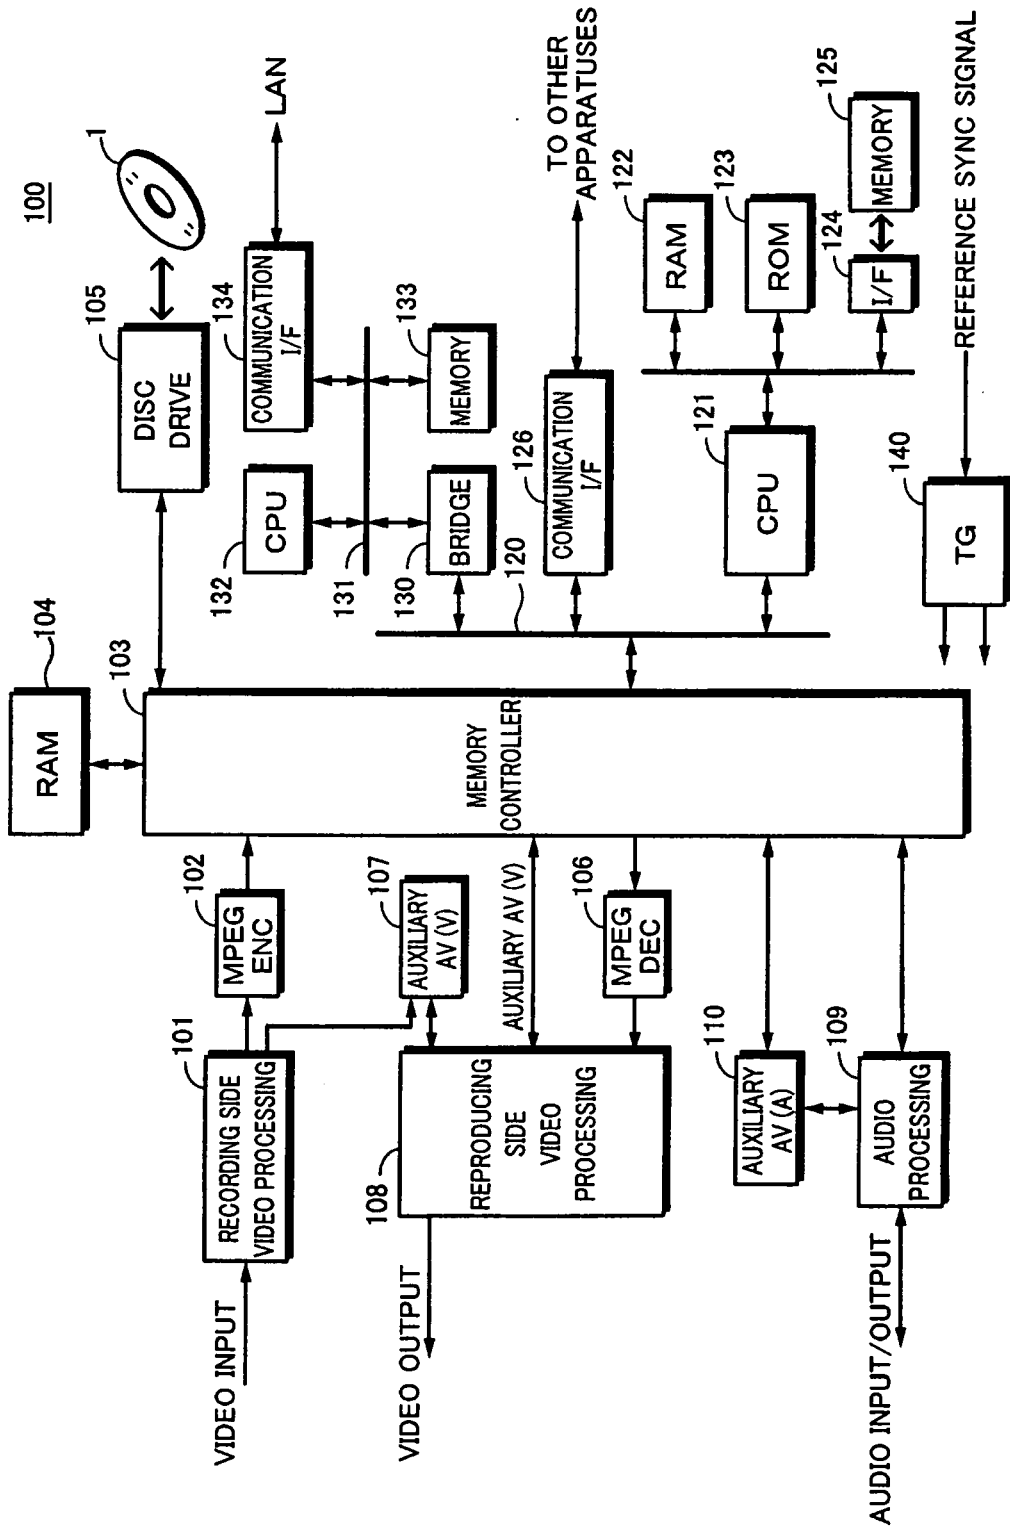 100
RAM
104
103
MEMORY
CONTROLLER
DISC
DRIVE
105
1
VIDEO INPUT
RECORDING SIDE
VIDEO PROCESSING
101
MPEG
ENC
102
AUXILIARY
AV (V)
107
VIDEO OUTPUT
REPRODUCING
SIDE
VIDEO
PROCESSING
108
AUXILIARY AV (V)
MPEG
DEC
106
AUXILIARY
AV (A)
110
AUDIO INPUT/OUTPUT
AUDIO
PROCESSING
109
CPU
132
COMMUNICATION
I/F
134
LAN
131
BRIDGE
130
MEMORY
133
120
COMMUNICATION
I/F
126
TO OTHER
APPARATUSES
CPU
121
RAM
122
ROM
123
I/F
124
MEMORY
125
TG
140
REFERENCE SYNC SIGNAL